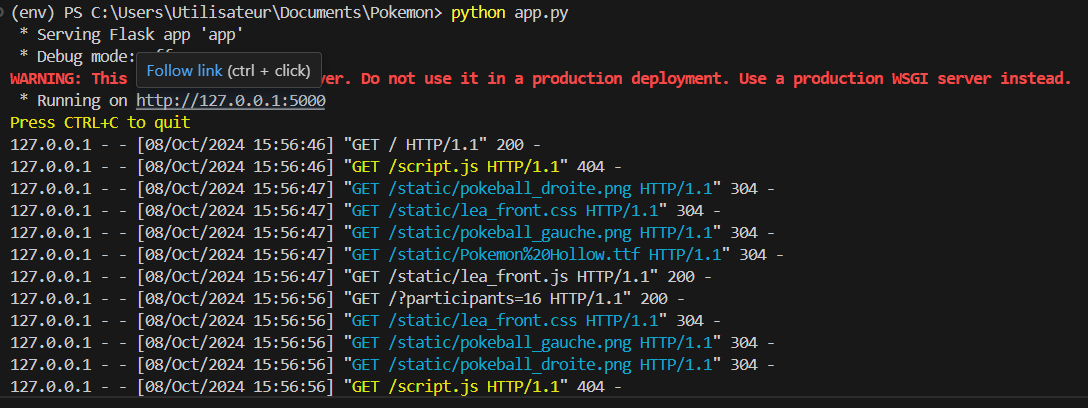 (env) PS C:\Users\Utilisateur\Documents\Pokemon> python app.py
* Serving Flask app 'app'
* Debug mode:
Follow link (ctrl + click)
WARNING: This ver. Do not use it in a production deployment. Use a production WSGI server instead.
* Running on http://127.0.0.1:5000
Press CTRL+C to quit
127.0.0.1 - - [08/Oct/2024 15:56:46] "GET / HTTP/1.1" 200 -
127.0.0.1 - - [08/Oct/2024 15:56:46] "GET /script.js HTTP/1.1" 404 -
127.0.0.1 - - [08/Oct/2024 15:56:47] "GET /static/pokeball_droite.png HTTP/1.1" 304 -
127.0.0.1 - - [08/Oct/2024 15:56:47] "GET /static/lea_front.css HTTP/1.1" 304 -
127.0.0.1 - - [08/Oct/2024 15:56:47] "GET /static/pokeball_gauche.png HTTP/1.1" 304 -
127.0.0.1 - - [08/Oct/2024 15:56:47] "GET /static/Pokemon%20Hollow.ttf HTTP/1.1" 304 -
127.0.0.1 - - [08/Oct/2024 15:56:47] "GET /static/lea_front.js HTTP/1.1" 200 -
127.0.0.1 - - [08/Oct/2024 15:56:56] "GET /?participants=16 HTTP/1.1" 200 -
127.0.0.1 - - [08/Oct/2024 15:56:56] "GET /static/lea_front.css HTTP/1.1" 304 -
127.0.0.1 - - [08/Oct/2024 15:56:56] "GET /static/pokeball_gauche.png HTTP/1.1" 304 -
127.0.0.1 - - [08/Oct/2024 15:56:56] "GET /static/pokeball_droite.png HTTP/1.1" 304 -
127.0.0.1 - - [08/Oct/2024 15:56:56] "GET /script.js HTTP/1.1" 404 -